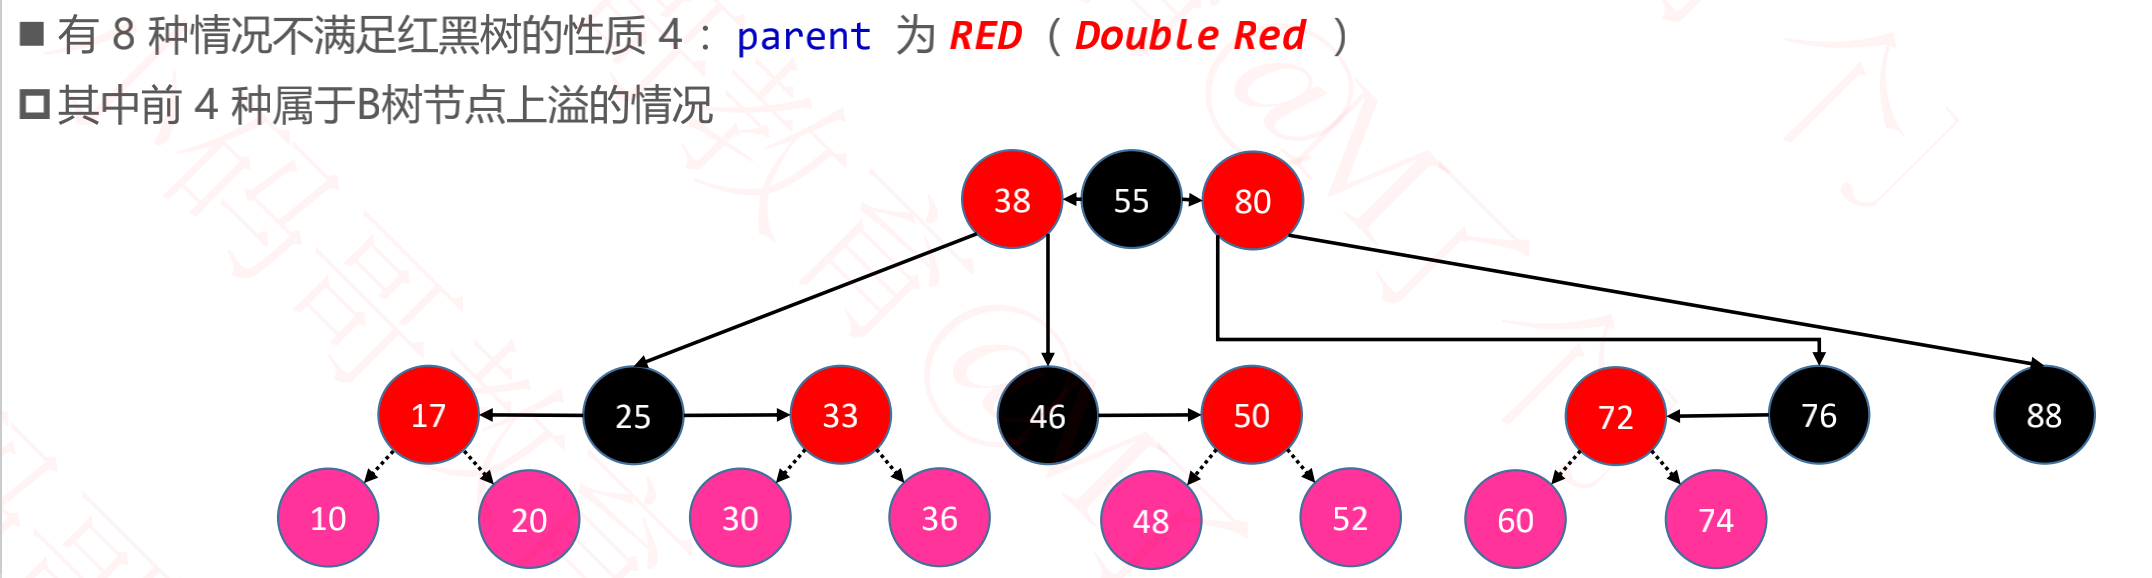 ■ 有 8 种情况不满足红黑树的性质 4 : parent 为 RED ( Double Red )
□ 其中前 4 种属于B树节点上溢的情况
38 55 80
17 25 33 46 50 72 76 88
10 20 30 36 48 52 60 74